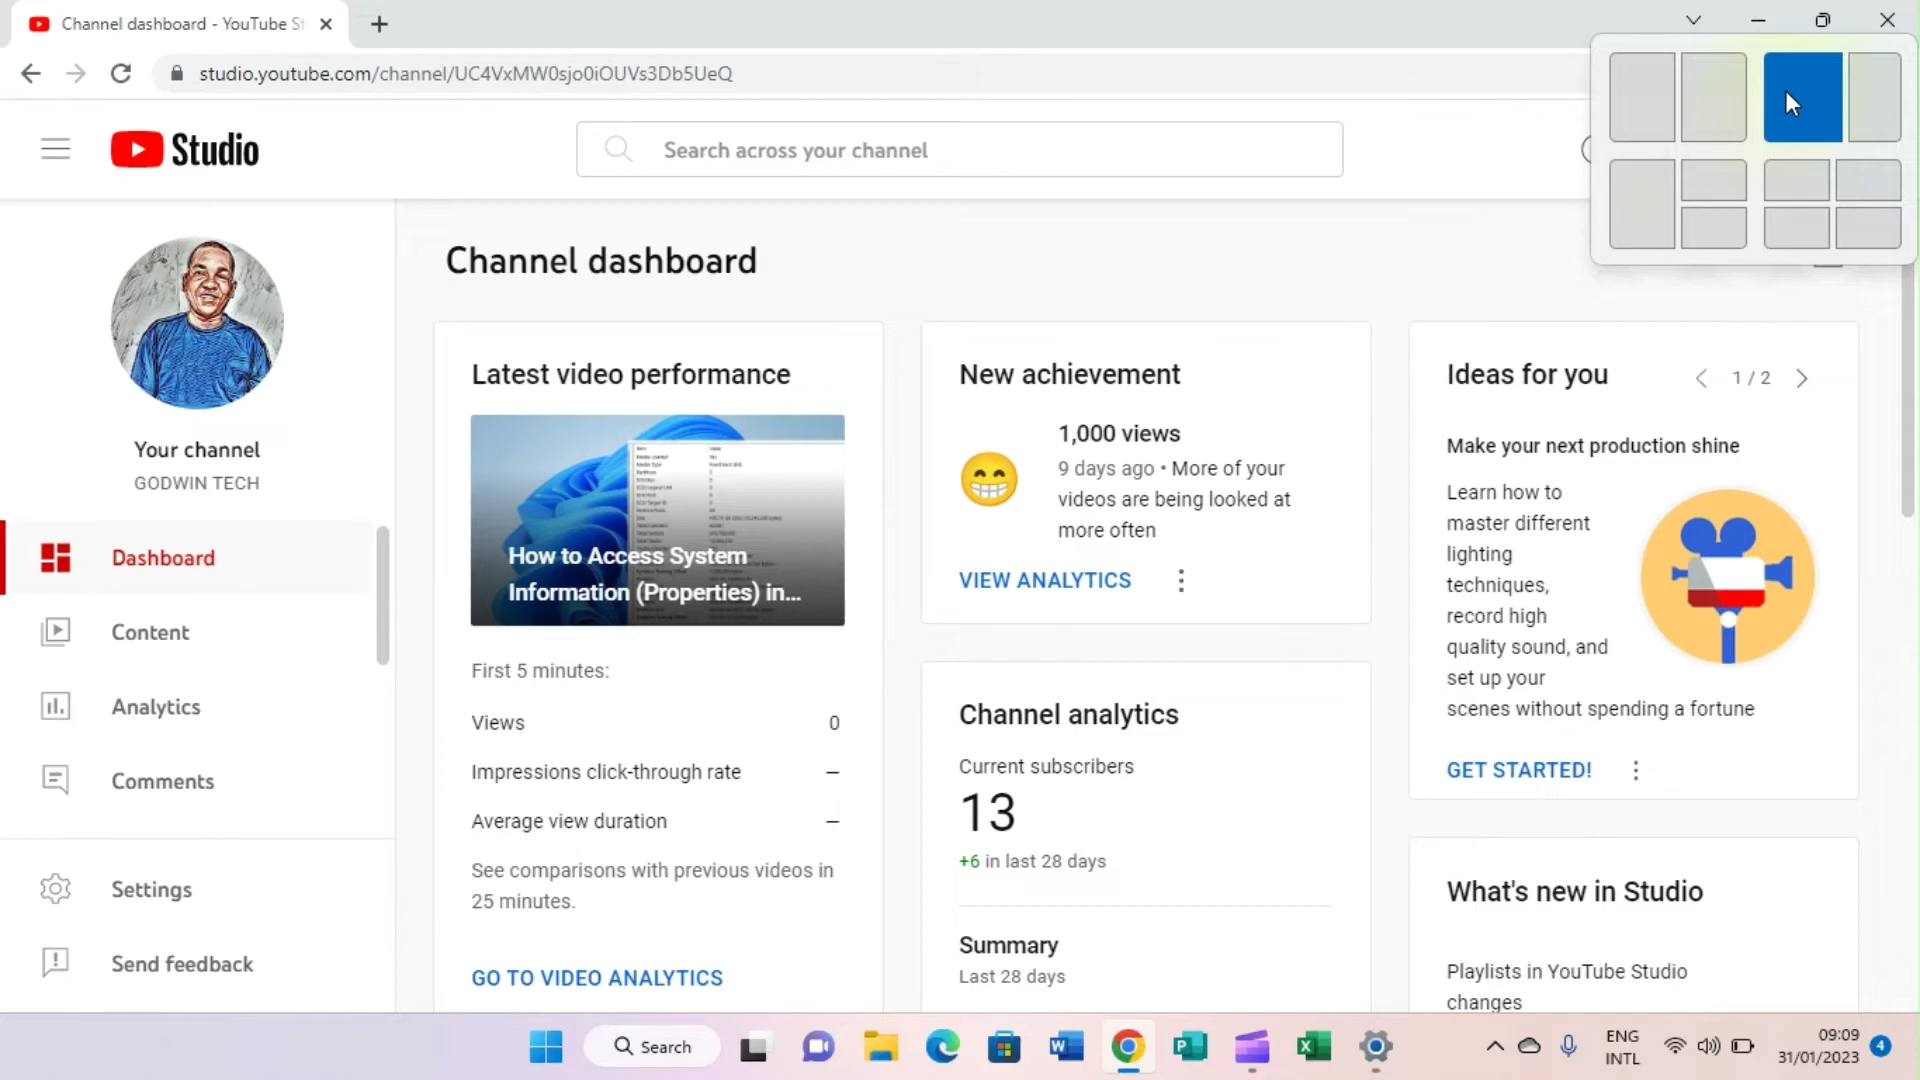 Channel dashboard - YouTube St
studio.youtube.com/channel/UC4VxMW0sjo0iOUVs3Db5UeQ
Studio
Search across your channel
Your channel
GODWIN TECH
Dashboard
Content
Analytics
Comments
Settings
Send feedback
Channel dashboard
Latest video performance
How to Access System
Information (Properties) in...
First 5 minutes:
Views 0
Impressions click-through rate –
Average view duration –
See comparisons with previous videos in
25 minutes.
GO TO VIDEO ANALYTICS
New achievement
1,000 views
9 days ago • More of your
videos are being looked at
more often
VIEW ANALYTICS
Channel analytics
Current subscribers
13
+6 in last 28 days
Summary
Last 28 days
Ideas for you
1 / 2
Make your next production shine
Learn how to
master different
lighting
techniques,
record high
quality sound, and
set up your
scenes without spending a fortune
GET STARTED!
What's new in Studio
Playlists in YouTube Studio
changes
Search
ENG
INTL
09:09
31/01/2023
4